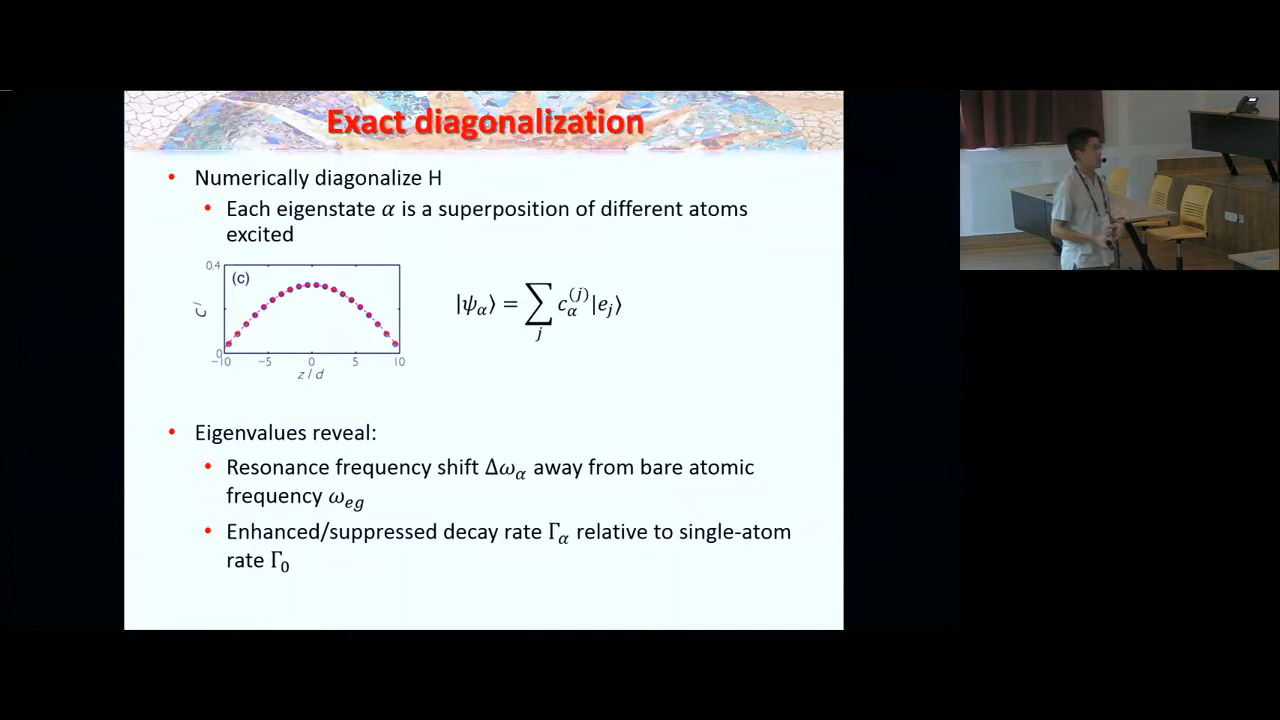 Exact diagonalization
• Numerically diagonalize H
• Each eigenstate α is a superposition of different atoms
excited
0.4
(c)
c^j
0
−10 −5 0 5 10
z / d
|ψ_α⟩ = ∑_j c_α^(j) |e_j⟩
• Eigenvalues reveal:
• Resonance frequency shift Δω_α away from bare atomic
frequency ω_eg
• Enhanced/suppressed decay rate Γ_α relative to single-atom
rate Γ_0